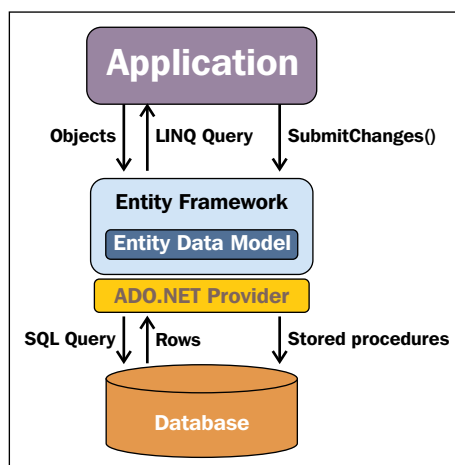 Application
Objects
LINQ Query
SubmitChanges()
Entity Framework
Entity Data Model
ADO.NET Provider
SQL Query
Rows
Stored procedures
Database